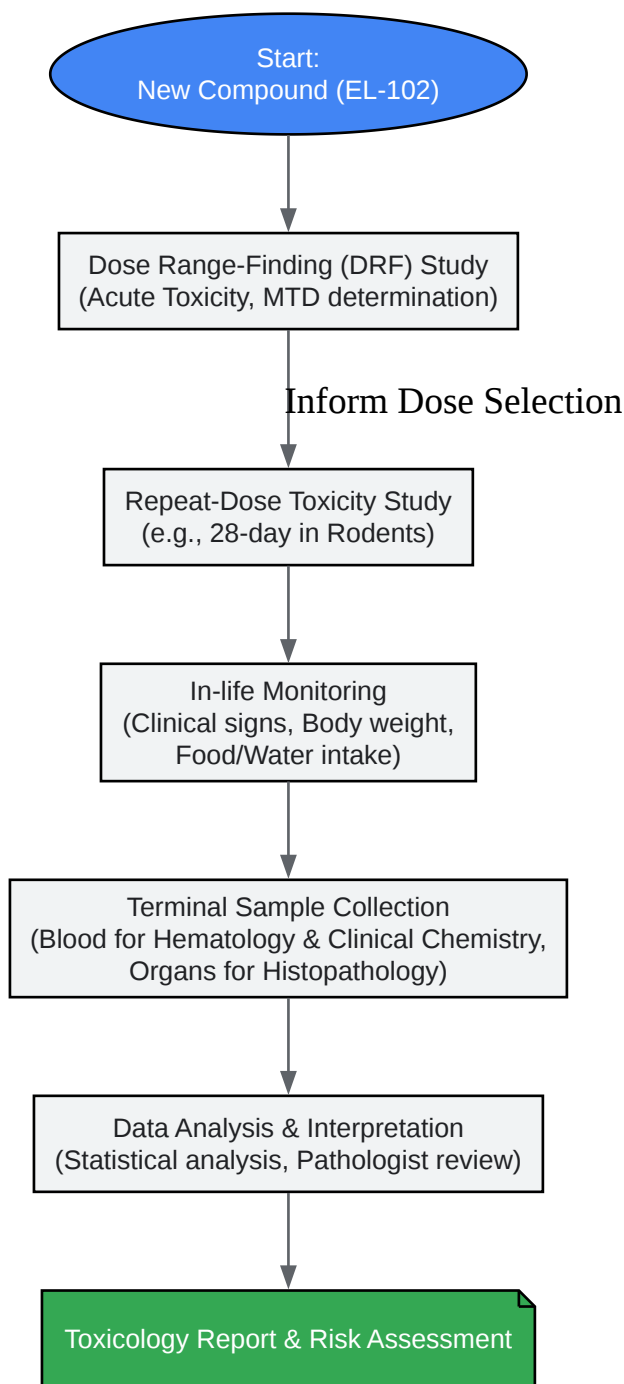 Start:
New Compound (EL-102)
Dose Range-Finding (DRF) Study
(Acute Toxicity, MTD determination)
Inform Dose Selection
Repeat-Dose Toxicity Study
(e.g., 28-day in Rodents)
In-life Monitoring
(Clinical signs, Body weight,
Food/Water intake)
Terminal Sample Collection
(Blood for Hematology & Clinical Chemistry,
Organs for Histopathology)
Data Analysis & Interpretation
(Statistical analysis, Pathologist review)
Toxicology Report & Risk Assessment